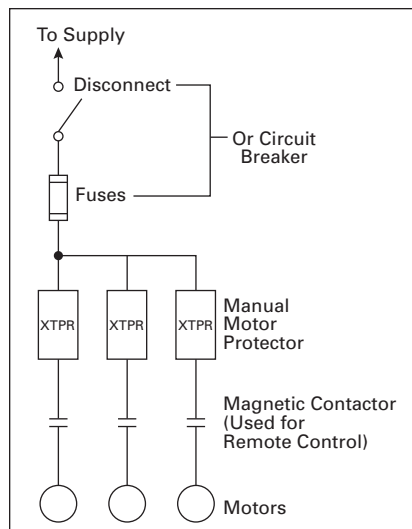 To Supply
Disconnect
Or Circuit
Breaker
Fuses
XTPR XTPR XTPR
Manual
Motor
Protector
Magnetic Contactor
(Used for
Remote Control)
Motors